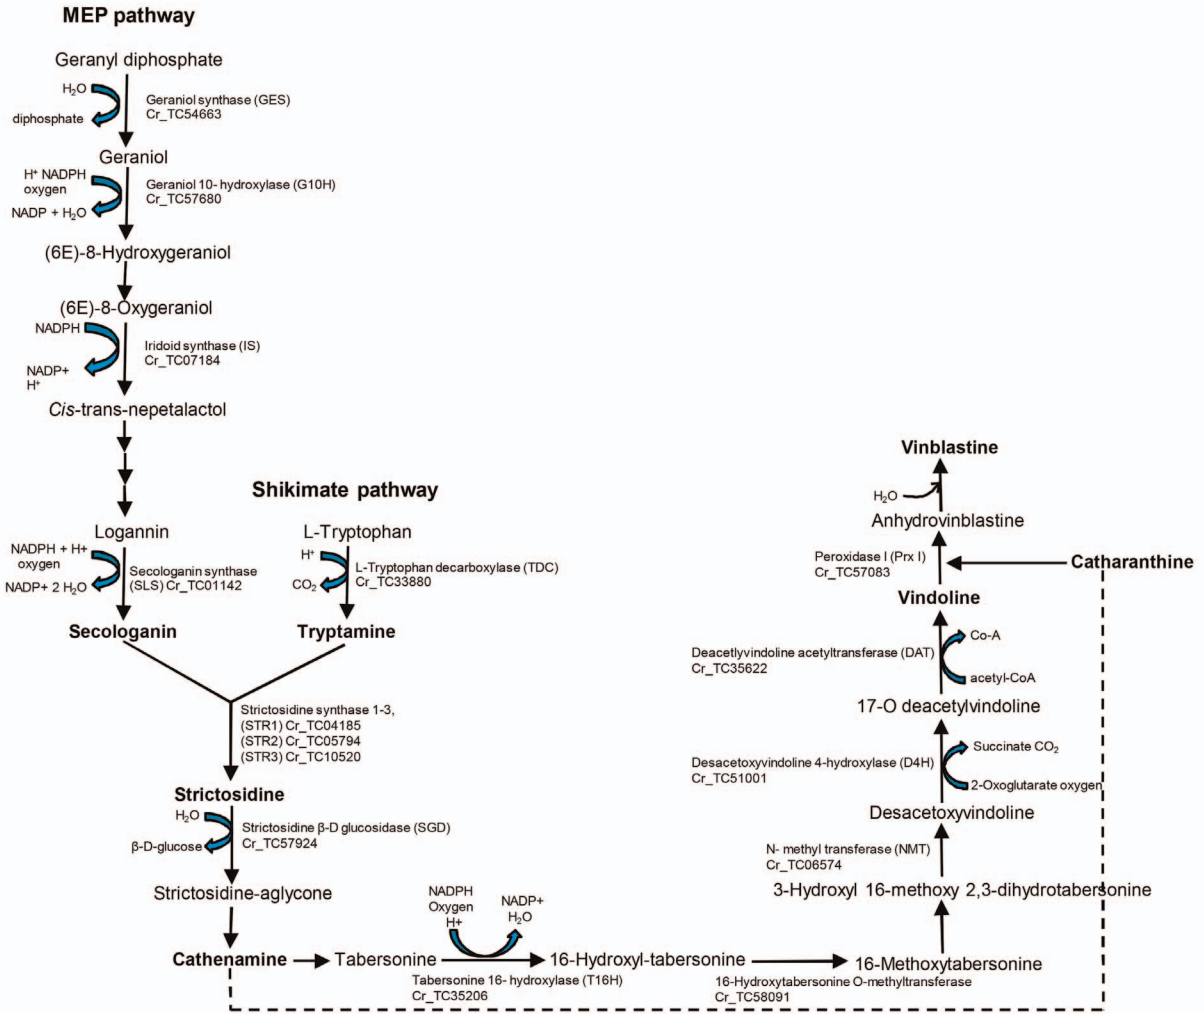 MEP pathway
Geranyl diphosphate
H₂O
diphosphate
Geraniol synthase (GES)
Cr_TC54663
Geraniol
H⁺ NADPH
oxygen
NADP + H₂O
Geraniol 10- hydroxylase (G10H)
Cr_TC57680
(6E)-8-Hydroxygeraniol
(6E)-8-Oxygeraniol
NADPH
NADP+
H⁺
Iridoid synthase (IS)
Cr_TC07184
Cis-trans-nepetalactol
Logannin
NADPH + H+
oxygen
NADP+ 2 H₂O
Secologanin synthase
(SLS) Cr_TC01142
Secologanin
Shikimate pathway
L-Tryptophan
H⁺
CO₂
L-Tryptophan decarboxylase (TDC)
Cr_TC33880
Tryptamine
Strictosidine synthase 1-3,
(STR1) Cr_TC04185
(STR2) Cr_TC05794
(STR3) Cr_TC10520
Strictosidine
H₂O
β-D-glucose
Strictosidine β-D glucosidase (SGD)
Cr_TC57924
Strictosidine-aglycone
Cathenamine
Tabersonine
NADPH
Oxygen
H+
NADP+
H₂O
Tabersonine 16- hydroxylase (T16H)
Cr_TC35206
16-Hydroxyl-tabersonine
16-Hydroxytabersonine O-methyltransferase
Cr_TC58091
16-Methoxytabersonine
3-Hydroxyl 16-methoxy 2,3-dihydrotabersonine
N- methyl transferase (NMT)
Cr_TC06574
Desacetoxyvindoline
Desacetoxyvindoline 4-hydroxylase (D4H)
Cr_TC51001
Succinate CO₂
2-Oxoglutarate oxygen
17-O deacetylvindoline
Deacetlyvindoline acetyltransferase (DAT)
Cr_TC35622
Co-A
acetyl-CoA
Vindoline
Peroxidase I (Prx I)
Cr_TC57083
Catharanthine
Anhydrovinblastine
H₂O
Vinblastine